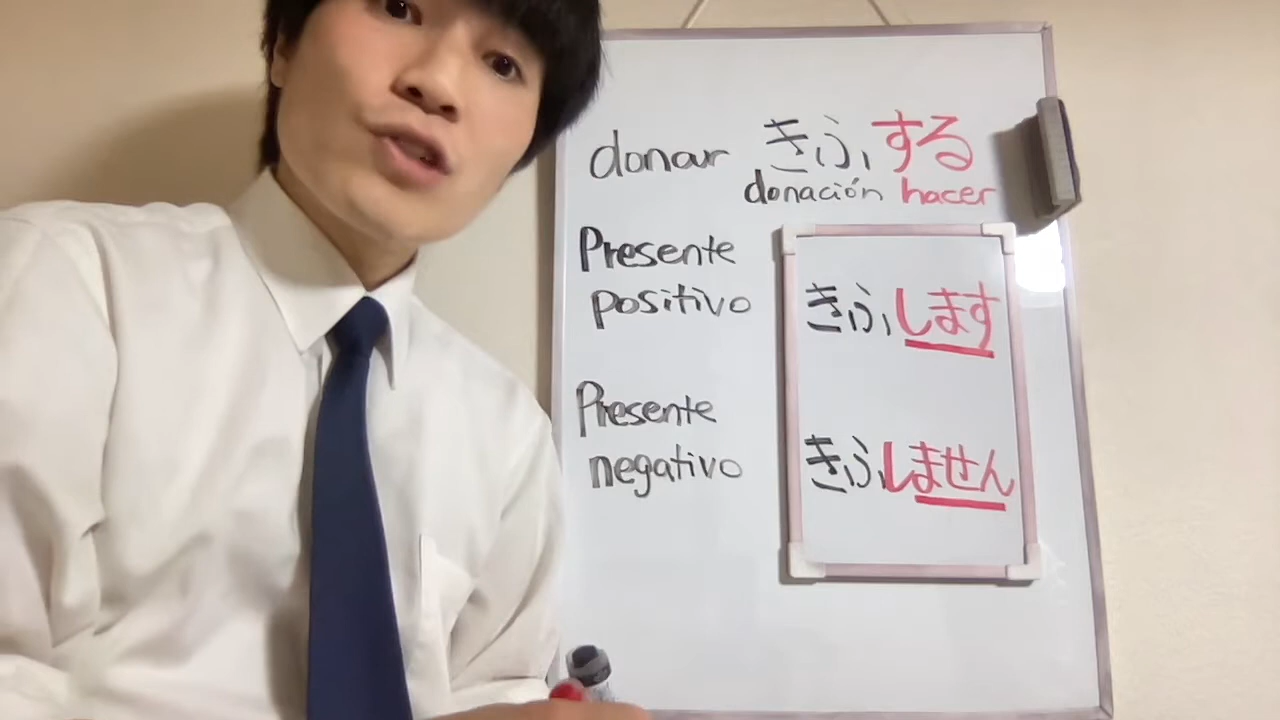 donar きふする
donación hacer
Presente
positivo
きふします
Presente
negativo
きふしません